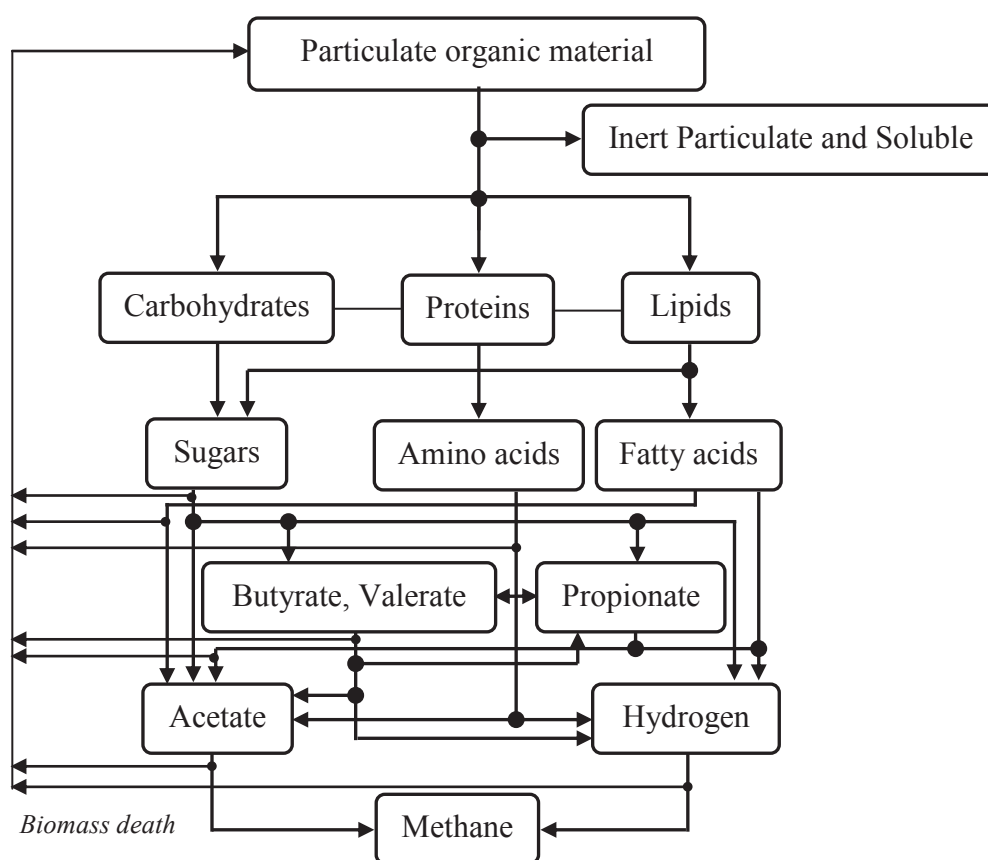 Particulate organic material
Inert Particulate and Soluble
Carbohydrates
Proteins
Lipids
Sugars
Amino acids
Fatty acids
Butyrate, Valerate
Propionate
Acetate
Hydrogen
Biomass death
Methane